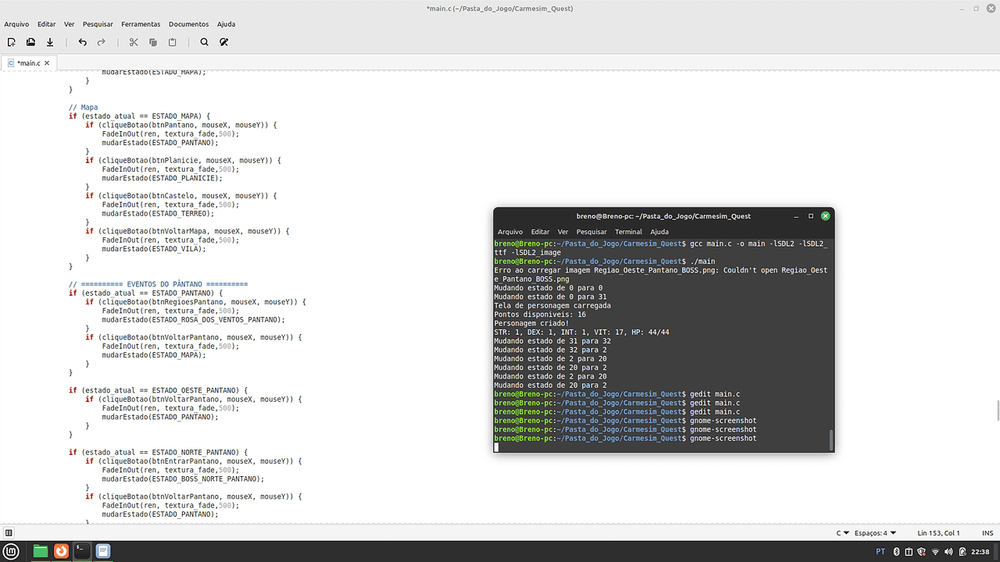 *main.c (~/Pasta_do_Jogo/Carmesim_Quest)
Arquivo Editar Ver Pesquisar Ferramentas Documentos Ajuda
*main.c
mudarEstado(ESTADO_MAPA);
}
}
// Mapa
if (estado_atual == ESTADO_MAPA) {
if (cliqueBotao(btnPantano, mouseX, mouseY)) {
FadeInOut(ren, textura_fade,500);
mudarEstado(ESTADO_PANTANO);
}
if (cliqueBotao(btnPlanicie, mouseX, mouseY)) {
FadeInOut(ren, textura_fade,500);
mudarEstado(ESTADO_PLANICIE);
}
if (cliqueBotao(btnCastelo, mouseX, mouseY)) {
FadeInOut(ren, textura_fade,500);
mudarEstado(ESTADO_TERREO);
}
if (cliqueBotao(btnVoltarMapa, mouseX, mouseY)) {
FadeInOut(ren, textura_fade,500);
mudarEstado(ESTADO_VILA);
}
}
// ========== EVENTOS DO PÂNTANO ==========
if (estado_atual == ESTADO_PANTANO) {
if (cliqueBotao(btnRegioesPantano, mouseX, mouseY)) {
FadeInOut(ren, textura_fade,500);
mudarEstado(ESTADO_ROSA_DOS_VENTOS_PANTANO);
}
if (cliqueBotao(btnVoltarPantano, mouseX, mouseY)) {
FadeInOut(ren, textura_fade,500);
mudarEstado(ESTADO_MAPA);
}
}
if (estado_atual == ESTADO_OESTE_PANTANO) {
if (cliqueBotao(btnVoltarPantano, mouseX, mouseY)) {
FadeInOut(ren, textura_fade,500);
mudarEstado(ESTADO_PANTANO);
}
}
if (estado_atual == ESTADO_NORTE_PANTANO) {
if (cliqueBotao(btnEntrarPantano, mouseX, mouseY)) {
FadeInOut(ren, textura_fade,500);
mudarEstado(ESTADO_BOSS_NORTE_PANTANO);
}
if (cliqueBotao(btnVoltarPantano, mouseX, mouseY)) {
FadeInOut(ren, textura_fade,500);
mudarEstado(ESTADO_PANTANO);
}
breno@Breno-pc: ~/Pasta_do_Jogo/Carmesim_Quest
Arquivo Editar Ver Pesquisar Terminal Ajuda
breno@Breno-pc:~/Pasta_do_Jogo/Carmesim_Quest$ gcc main.c -o main -lSDL2 -lSDL2_
ttf -lSDL2_image
breno@Breno-pc:~/Pasta_do_Jogo/Carmesim_Quest$ ./main
Erro ao carregar imagem Regiao_Oeste_Pantano_BOSS.png: Couldn't open Regiao_Oest
e_Pantano_BOSS.png
Mudando estado de 0 para 0
Mudando estado de 0 para 31
Tela de personagem carregada
Pontos disponiveis: 16
Personagem criado!
STR: 1, DEX: 1, INT: 1, VIT: 17, HP: 44/44
Mudando estado de 31 para 32
Mudando estado de 32 para 2
Mudando estado de 2 para 20
Mudando estado de 20 para 2
Mudando estado de 2 para 20
Mudando estado de 20 para 2
breno@Breno-pc:~/Pasta_do_Jogo/Carmesim_Quest$ gedit main.c
breno@Breno-pc:~/Pasta_do_Jogo/Carmesim_Quest$ gedit main.c
breno@Breno-pc:~/Pasta_do_Jogo/Carmesim_Quest$ gedit main.c
breno@Breno-pc:~/Pasta_do_Jogo/Carmesim_Quest$ gnome-screenshot
breno@Breno-pc:~/Pasta_do_Jogo/Carmesim_Quest$ gnome-screenshot
breno@Breno-pc:~/Pasta_do_Jogo/Carmesim_Quest$ gnome-screenshot
C Espaços: 4 Lin 153, Col 1 INS
PT 22:38